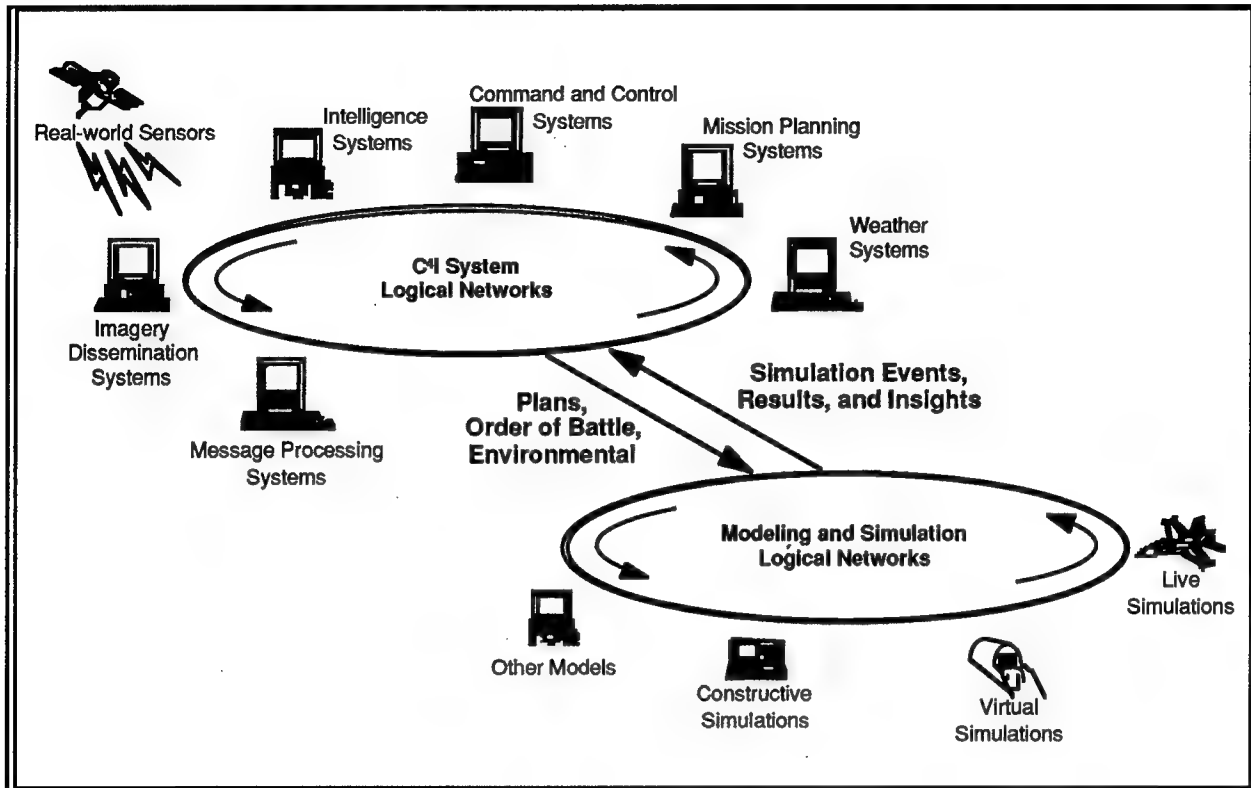 Real-world Sensors
Intelligence
Systems
Command and Control
Systems
Mission Planning
Systems
Weather
Systems
C⁴I System
Logical Networks
Imagery
Dissemination
Systems
Message Processing
Systems
Plans,
Order of Battle,
Environmental
Simulation Events,
Results, and Insights
Modeling and Simulation
Logical Networks
Live
Simulations
Other Models
Constructive
Simulations
Virtual
Simulations